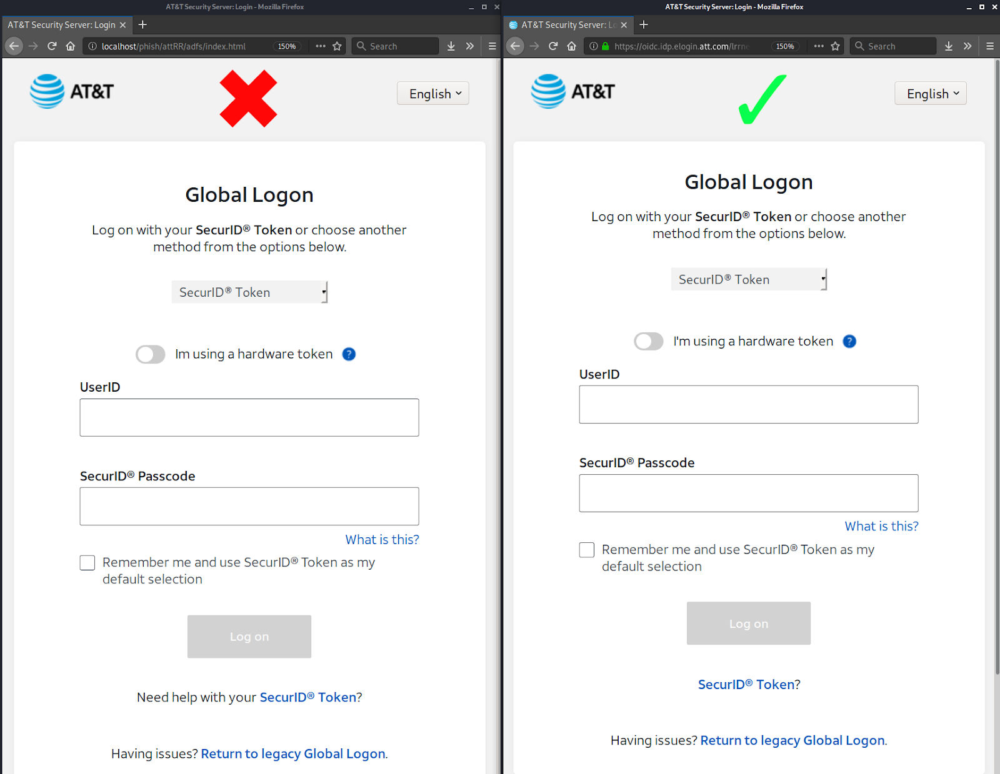 AT&T Security Server: Login - Mozilla Firefox
AT&T Security Server: Login
localhost/phish/attRR/adfs/index.html
150%
Search
AT&T
English
Global Logon
Log on with your SecurID® Token or choose another
method from the options below.
SecurID® Token
Im using a hardware token ?
UserID
SecurID® Passcode
What is this?
Remember me and use SecurID® Token as my
default selection
Log on
Need help with your SecurID® Token?
Having issues? Return to legacy Global Logon.
AT&T Security Server: Login - Mozilla Firefox
AT&T Security Server: Lo
https://oidc.idp.elogin.att.com/lrrne
150%
Search
AT&T
English
Global Logon
Log on with your SecurID® Token or choose another
method from the options below.
SecurID® Token
I'm using a hardware token ?
UserID
SecurID® Passcode
What is this?
Remember me and use SecurID® Token as my
default selection
Log on
SecurID® Token?
Having issues? Return to legacy Global Logon.